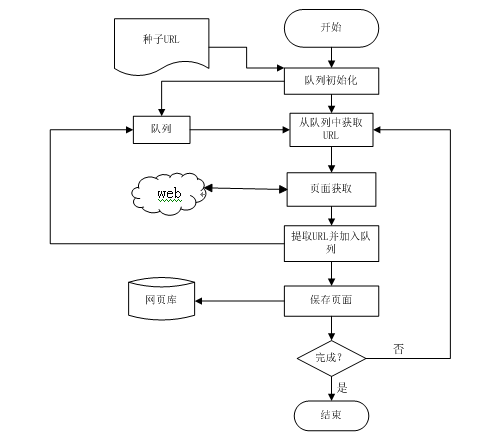 开始
种子URL
队列初始化
队列
从队列中获取
URL
web
页面获取
提取URL并加入队
列
网页库
保存页面
完成？
否
是
结束